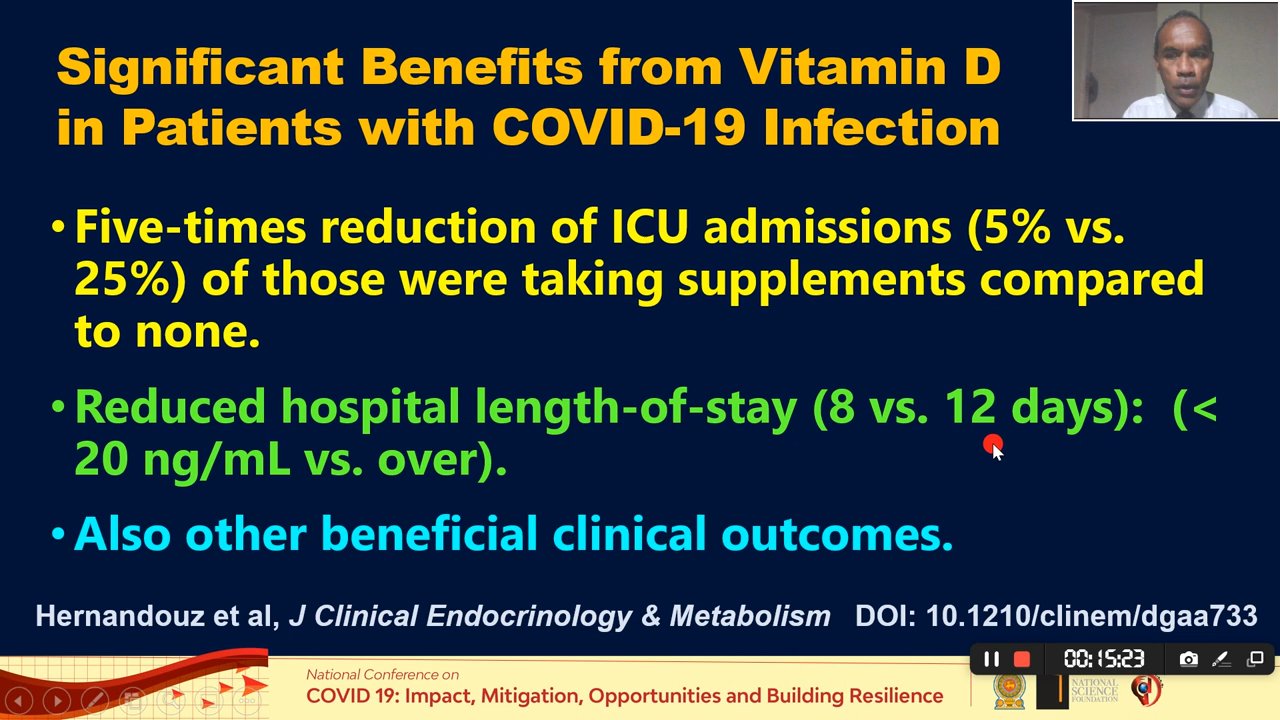 Significant Benefits from Vitamin D
in Patients with COVID-19 Infection
• Five-times reduction of ICU admissions (5% vs.
25%) of those were taking supplements compared
to none.
• Reduced hospital length-of-stay (8 vs. 12 days): (<
20 ng/mL vs. over).
• Also other beneficial clinical outcomes.
Hernandouz et al, J Clinical Endocrinology & Metabolism DOI: 10.1210/clinem/dgaa733
00:15:23
National Conference on
COVID 19: Impact, Mitigation, Opportunities and Building Resilience
NATIONAL
SCIENCE
FOUNDATION